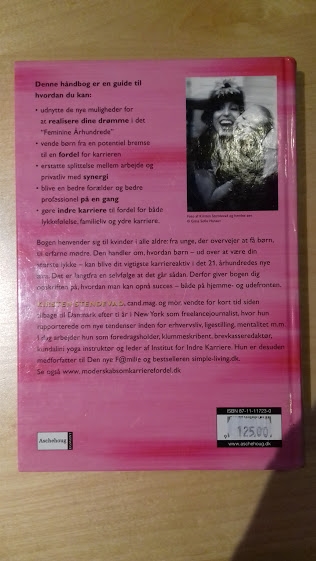 Denne håndbog er en guide til
hvordan du kan:
• udnytte de nye muligheder for
at realisere dine drømme i det
"Feminine Århundrede"
• vende børn fra en potentiel bremse
til en fordel for karrieren
• erstatte splittelse mellem arbejde og
privatliv med synergi
• blive en bedre forælder og bedre
professionel på en gang
• gøre indre karriere til fordel for både
lykkefølelse, familieliv og ydre karriere.
Bogen henvender sig til kvinder i alle aldre: fra unge, der overvejer at få børn,
til erfarne mødre. Den handler om, hvordan børn – ud over at være din
største lykke – kan blive dit vigtigste karriereaktiv i det 21. århundredes nye
æra. Det er langtfra en selvfølge at det går sådan. Derfor giver bogen dig
opskriften på, hvordan man kan opnå succes – både på hjemme- og udefronten.
STENDEVAD, cand.mag. og mor, vendte for kort tid siden
tilbage til Danmark efter ti år i New York som freelancejournalist, hvor hun
rapporterede om nye tendenser inden for erhvervsliv, ligestilling, mentalitet m.m
I dag arbejder hun som foredragsholder, klummeskribent, brevkasseredaktør,
kundalini yoga instruktør og leder af Institut for Indre Karriere. Hun er desuden
medforfatter til Den nye F@milie og bestselleren simple-living.dk.
Se også www.moderskabsomkarrierefordel.dk
Aschehoug
ISBN 87-11-11723-0
125,00
www.aschehoug.dk